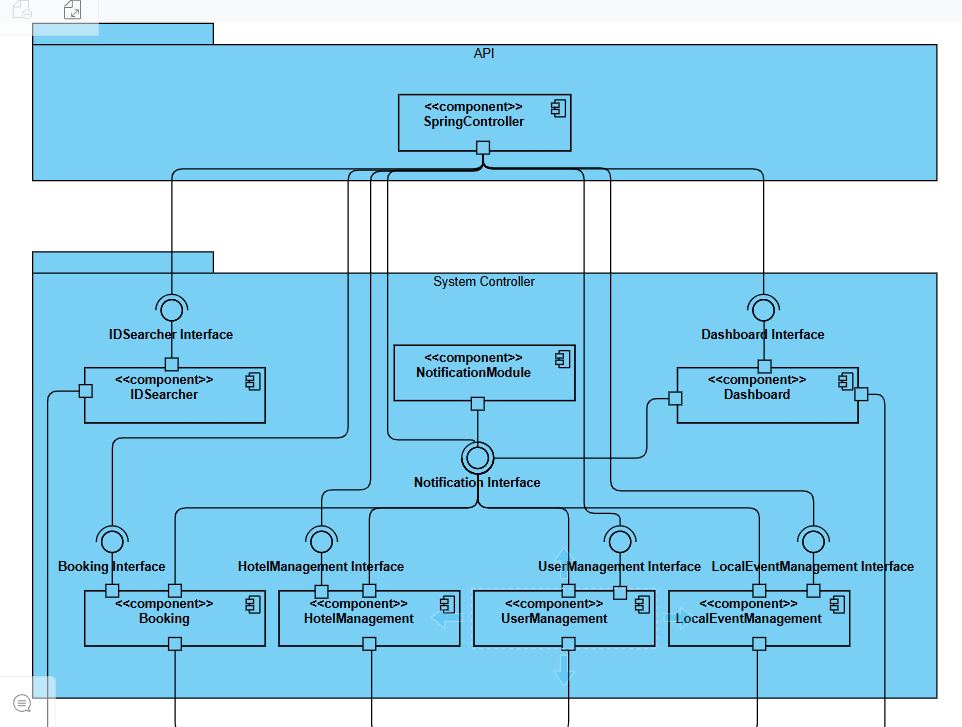 API
<<component>>
SpringController
System Controller
IDSearcher Interface
Dashboard Interface
<<component>>
NotificationModule
<<component>>
IDSearcher
<<component>>
Dashboard
Notification Interface
Booking Interface
HotelManagement Interface
UserManagement Interface
LocalEventManagement Interface
<<component>>
Booking
<<component>>
HotelManagement
<<component>>
UserManagement
<<component>>
LocalEventManagement